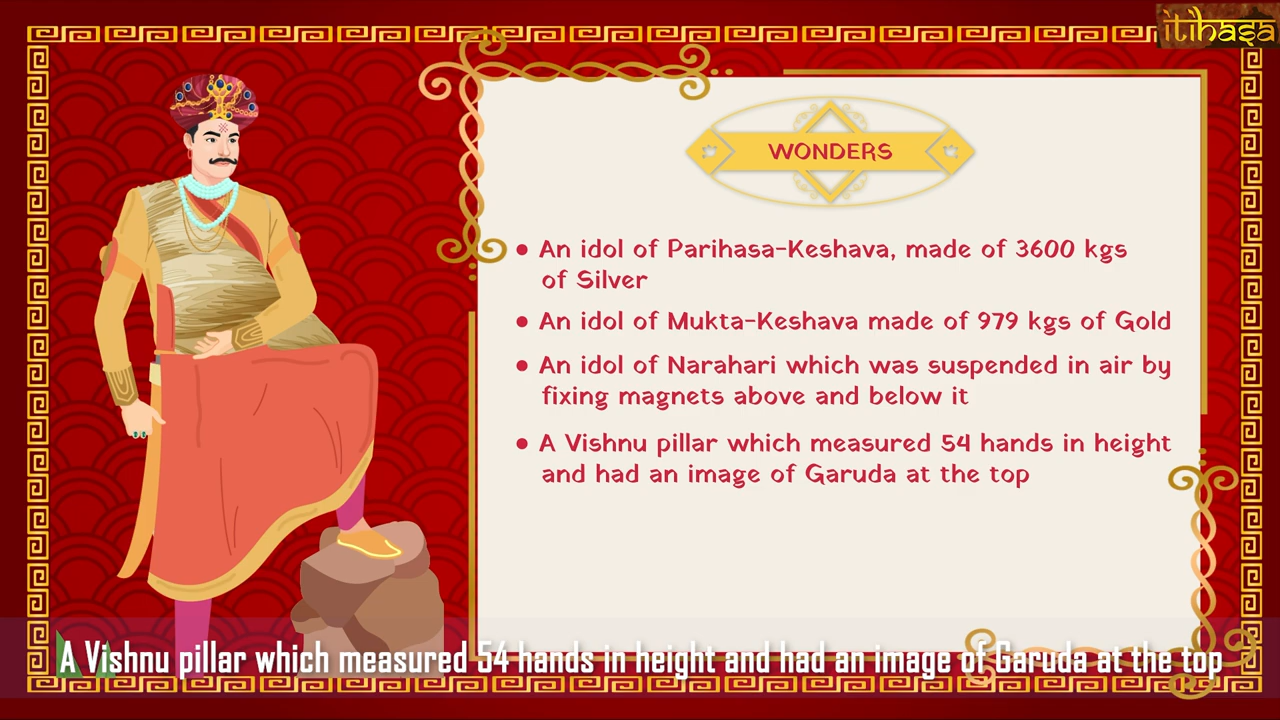 itihasa
WONDERS
• An idol of Parihasa-Keshava, made of 3600 kgs
of Silver
• An idol of Mukta-Keshava made of 979 kgs of Gold
• An idol of Narahari which was suspended in air by
fixing magnets above and below it
• A Vishnu pillar which measured 54 hands in height
and had an image of Garuda at the top
A Vishnu pillar which measured 54 hands in height and had an image of Garuda at the top